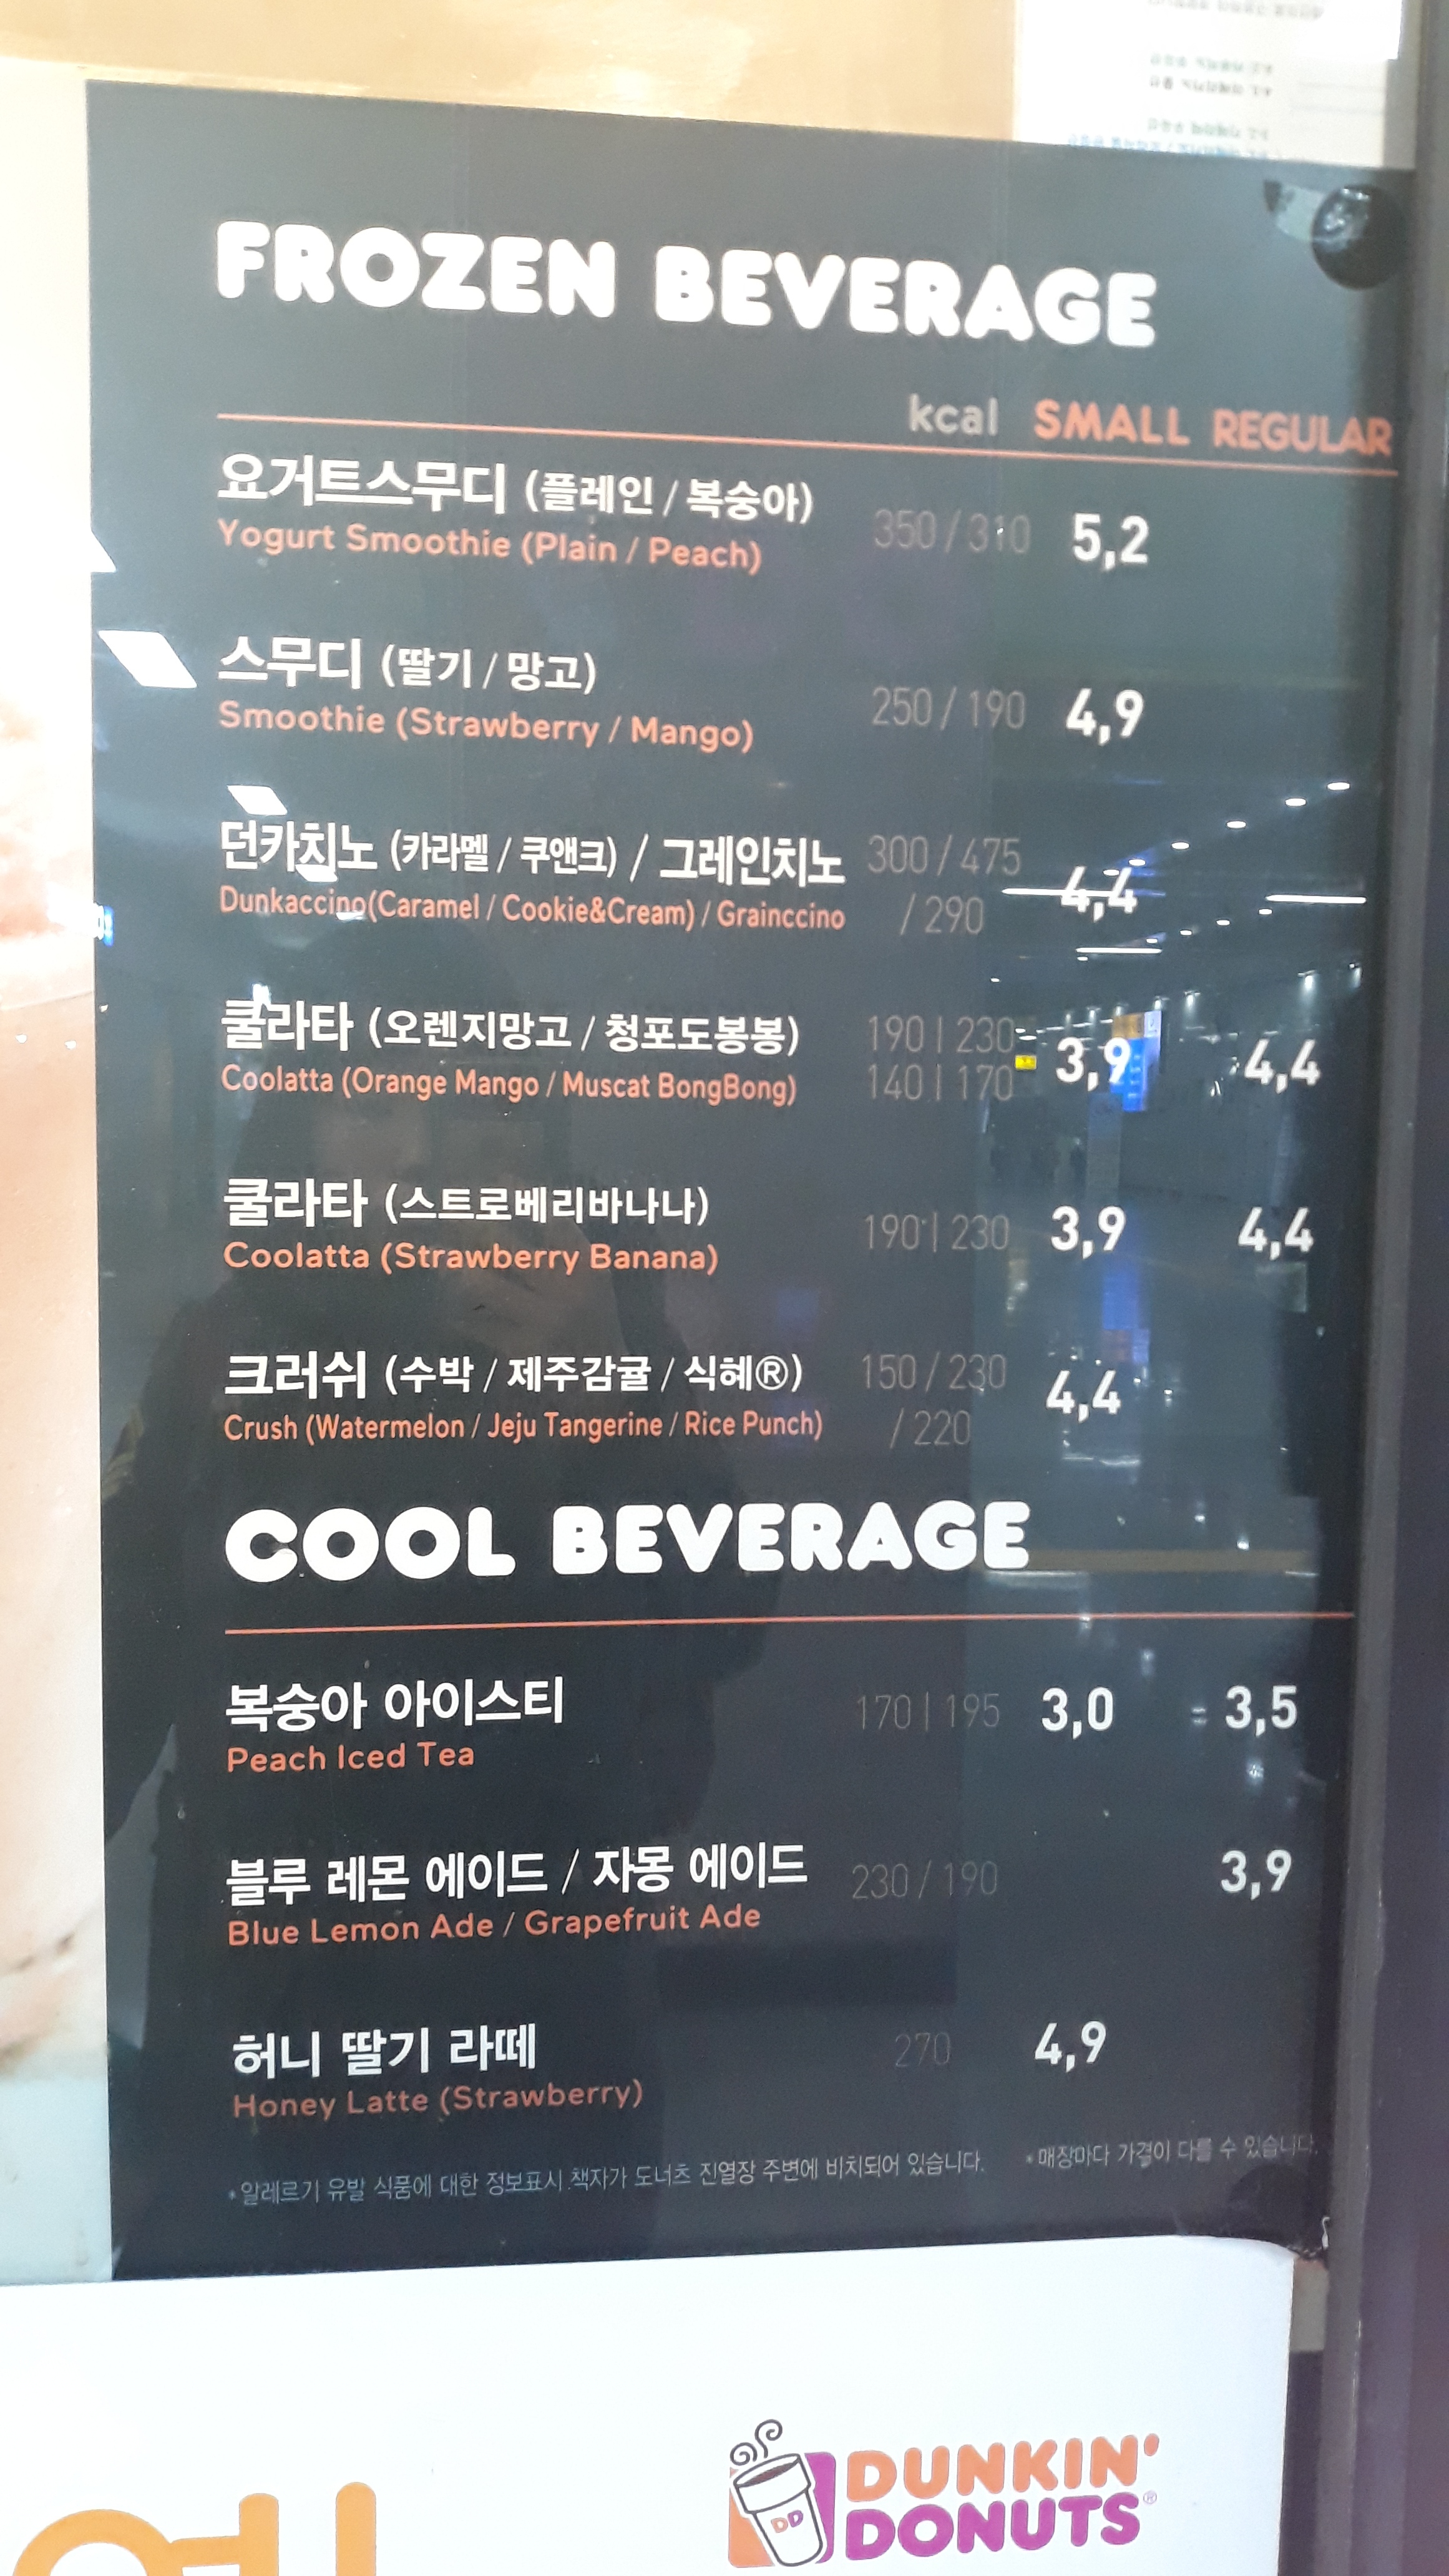 FROZEN BEVERAGE
kcal SMALL REGULAR
요거트스무디 (플레인 / 복숭아) 350 / 310 5,2
Yogurt Smoothie (Plain / Peach)
스무디 (딸기 / 망고) 250 / 190 4,9
Smoothie (Strawberry / Mango)
던카치노 (카라멜 / 쿠앤크) / 그레인치노 300 / 475 4,4
Dunkaccino(Caramel / Cookie&Cream) / Grainccino / 290
쿨라타 (오렌지망고 / 청포도봉봉) 190 | 230 3,9 4,4
Coolatta (Orange Mango / Muscat BongBong) 140 | 170
쿨라타 (스트로베리바나나) 190 | 230 3,9 4,4
Coolatta (Strawberry Banana)
크러쉬 (수박 / 제주감귤 / 식혜®) 150 / 230 4,4
Crush (Watermelon / Jeju Tangerine / Rice Punch) / 220
COOL BEVERAGE
복숭아 아이스티 170 | 195 3,0 3,5
Peach Iced Tea
블루 레몬 에이드 / 자몽 에이드 230 / 190 3,9
Blue Lemon Ade / Grapefruit Ade
허니 딸기 라떼 270 4,9
Honey Latte (Strawberry)
*알레르기 유발 식품에 대한 정보표시 책자가 도너츠 진열장 주변에 비치되어 있습니다. *매장마다 가격이 다를 수 있습니다.
DD
DUNKIN'
DONUTS®